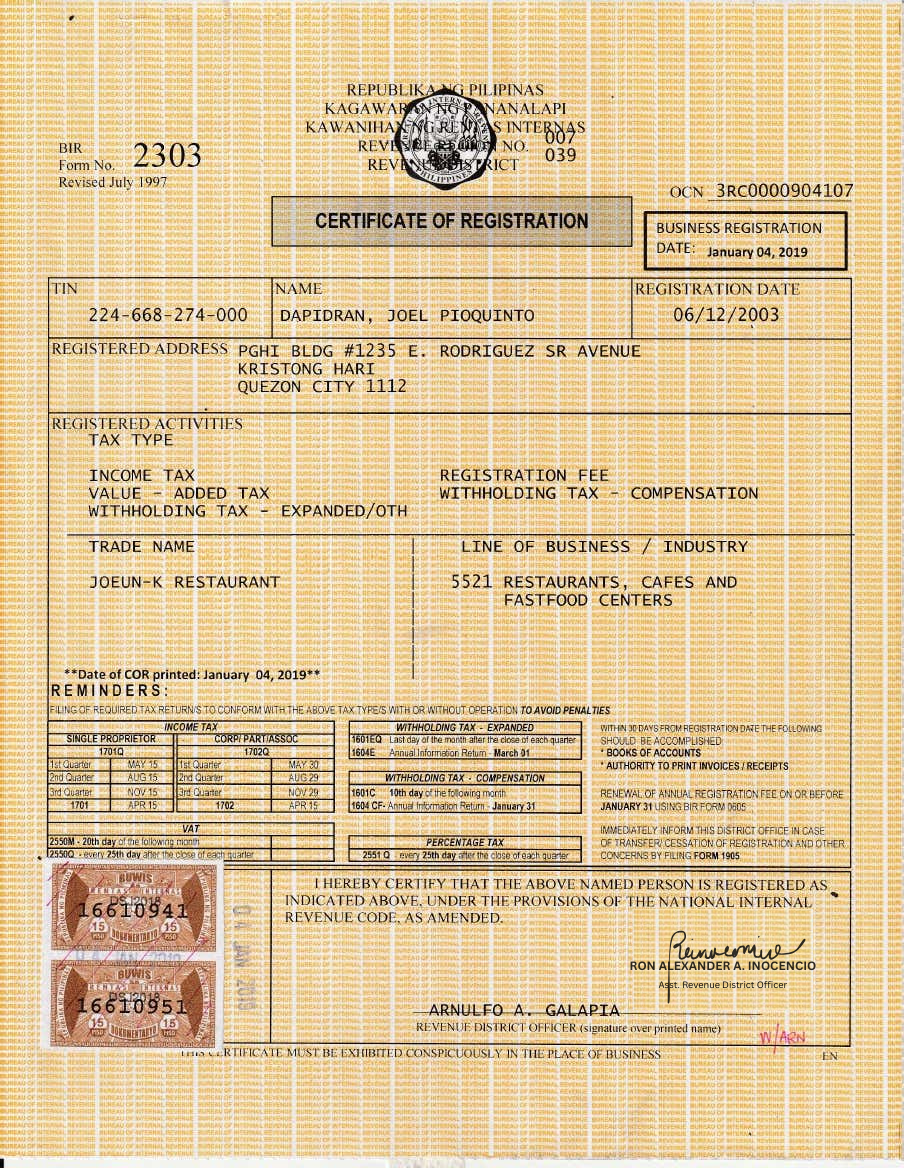 REPUBLIKA NG PILIPINAS
KAGAWARAN NG PANANALAPI
KAWANIHAN NG RENTAS INTERNAS
REVENUE REGION NO. 007
REVENUE DISTRICT 039
BIR
Form No. 2303
Revised July 1997
OCN 3RC0000904107
CERTIFICATE OF REGISTRATION
BUSINESS REGISTRATION
DATE: January 04, 2019
TIN NAME REGISTRATION DATE
224-668-274-000 DAPIDRAN, JOEL PIOQUINTO 06/12/2003
REGISTERED ADDRESS PGHI BLDG #1235 E. RODRIGUEZ SR AVENUE
KRISTONG HARI
QUEZON CITY 1112
REGISTERED ACTIVITIES
TAX TYPE
INCOME TAX REGISTRATION FEE
VALUE - ADDED TAX WITHHOLDING TAX - COMPENSATION
WITHHOLDING TAX - EXPANDED/OTH
TRADE NAME LINE OF BUSINESS / INDUSTRY
JOEUN-K RESTAURANT 5521 RESTAURANTS, CAFES AND
FASTFOOD CENTERS
**Date of COR printed: January 04, 2019**
REMINDERS:
FILING OF REQUIRED TAX RETURN/S TO CONFORM WITH THE ABOVE TAX TYPE/S WITH OR WITHOUT OPERATION TO AVOID PENALTIES
INCOME TAX
SINGLE PROPRIETOR CORP/ PART/ASSOC
1701Q 1702Q
1st Quarter MAY 15 1st Quarter MAY 30
2nd Quarter AUG 15 2nd Quarter AUG 29
3rd Quarter NOV 15 3rd Quarter NOV 29
1701 APR 15 1702 APR 15
VAT
2550M - 20th day of the following month
2550Q - every 25th day after the close of each quarter
WITHHOLDING TAX - EXPANDED
1601EQ Last day of the month after the close of each quarter
1604E Annual Information Return - March 01
WITHHOLDING TAX - COMPENSATION
1601C 10th day of the following month
1604 CF- Annual Information Return - January 31
PERCENTAGE TAX
2551 Q - every 25th day after the close of each quarter
WITHIN 30 DAYS FROM REGISTRATION DATE THE FOLLOWING
SHOULD BE ACCOMPLISHED
* BOOKS OF ACCOUNTS
* AUTHORITY TO PRINT INVOICES / RECEIPTS
RENEWAL OF ANNUAL REGISTRATION FEE ON OR BEFORE
JANUARY 31 USING BIR FORM 0605
IMMEDIATELY INFORM THIS DISTRICT OFFICE IN CASE
OF TRANSFER/ CESSATION OF REGISTRATION AND OTHER
CONCERNS BY FILING FORM 1905
BUWIS
RENTAS INTERNAS
DSJ2018
16610941
15 15
DOKUMENTARYO
04 JAN 2019
BUWIS
RENTAS INTERNAS
DSJ2018
16610951
15 15
DOKUMENTARYO
04 JAN 2019
I HEREBY CERTIFY THAT THE ABOVE NAMED PERSON IS REGISTERED AS
INDICATED ABOVE, UNDER THE PROVISIONS OF THE NATIONAL INTERNAL
REVENUE CODE, AS AMENDED.
RON ALEXANDER A. INOCENCIO
Asst. Revenue District Officer
ARNULFO A. GALAPIA
REVENUE DISTRICT OFFICER (signature over printed name)
W/ARN
THIS CERTIFICATE MUST BE EXHIBITED CONSPICUOUSLY IN THE PLACE OF BUSINESS
EN